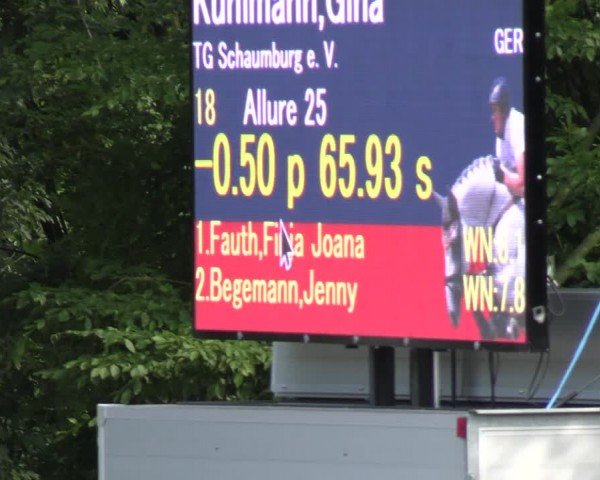 Kuhlmann,Gina
TG Schaumburg e. V.
GER
18 Allure 25
-0.50 p 65.93 s
1.Fauth, Joana
2.Begemann,Jenny WN:7.8